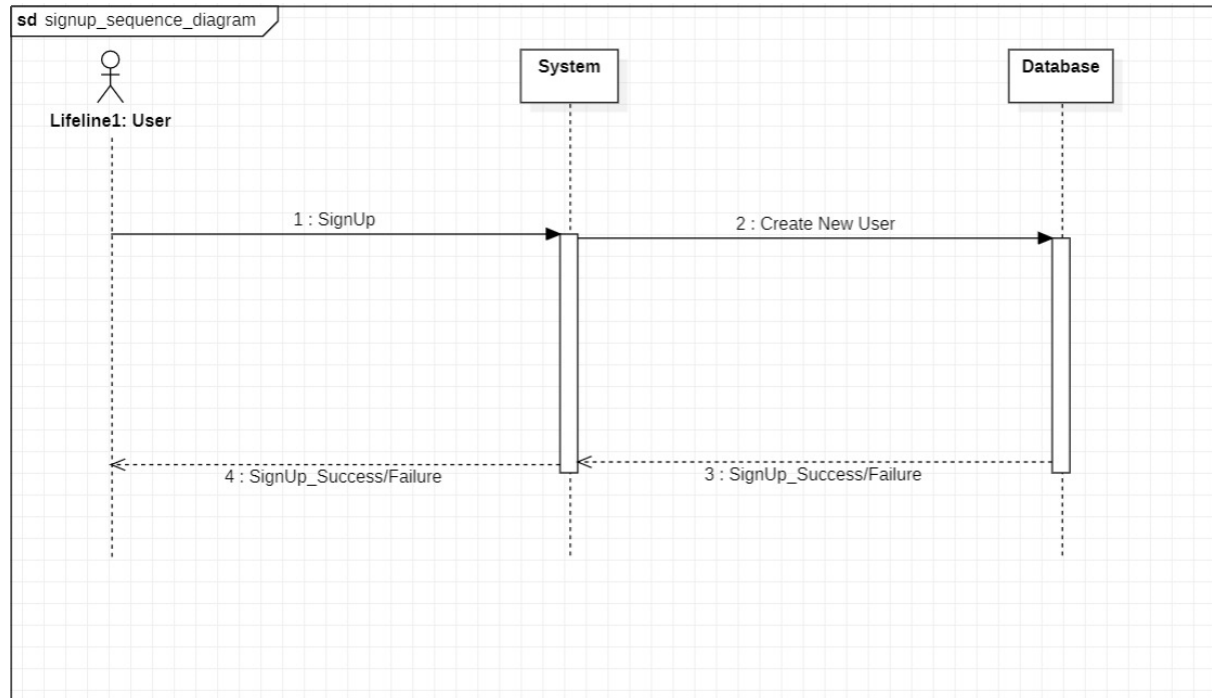 sd signup_sequence_diagram
System
Database
Lifeline1: User
1 : SignUp
2 : Create New User
4 : SignUp_Success/Failure
3 : SignUp_Success/Failure